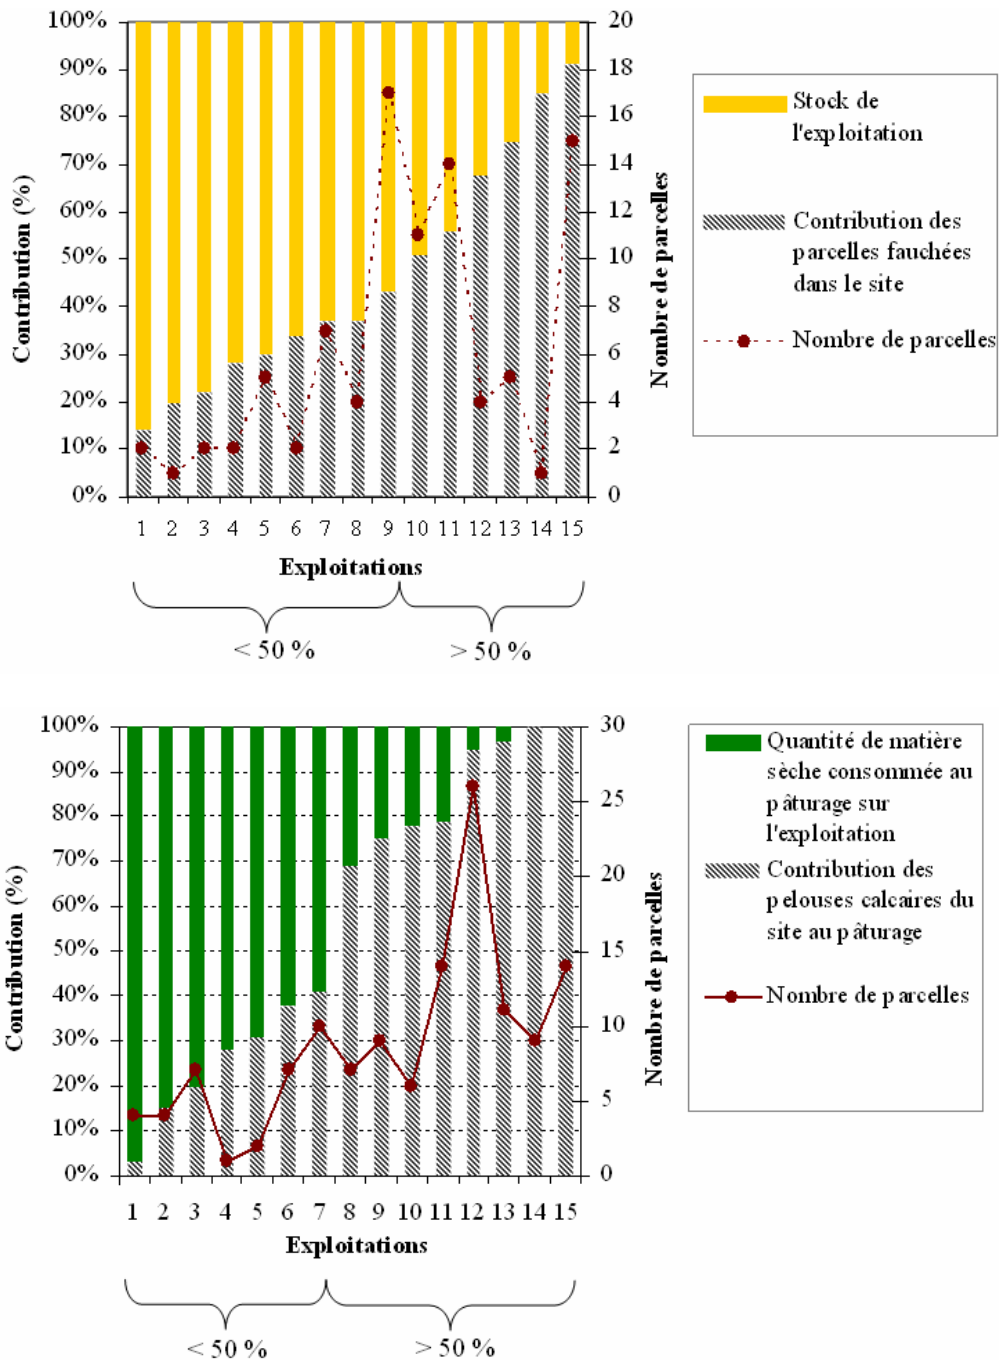 100%
90%
80%
70%
60%
50%
40%
30%
20%
10%
0%
Contribution (%)
20
18
16
14
12
10
8
6
4
2
0
Nombre de parcelles
1 2 3 4 5 6 7 8 9 10 11 12 13 14 15
Exploitations
< 50 %
> 50 %
Stock de
l'exploitation
Contribution des
parcelles fauchées
dans le site
Nombre de parcelles
100%
90%
80%
70%
60%
50%
40%
30%
20%
10%
0%
Contribution (%)
30
25
20
15
10
5
0
Nombre de parcelles
1 2 3 4 5 6 7 8 9 10 11 12 13 14 15
Exploitations
< 50 %
> 50 %
Quantité de matière
sèche consommée au
pâturage sur
l'exploitation
Contribution des
pelouses calcaires du
site au pâturage
Nombre de parcelles